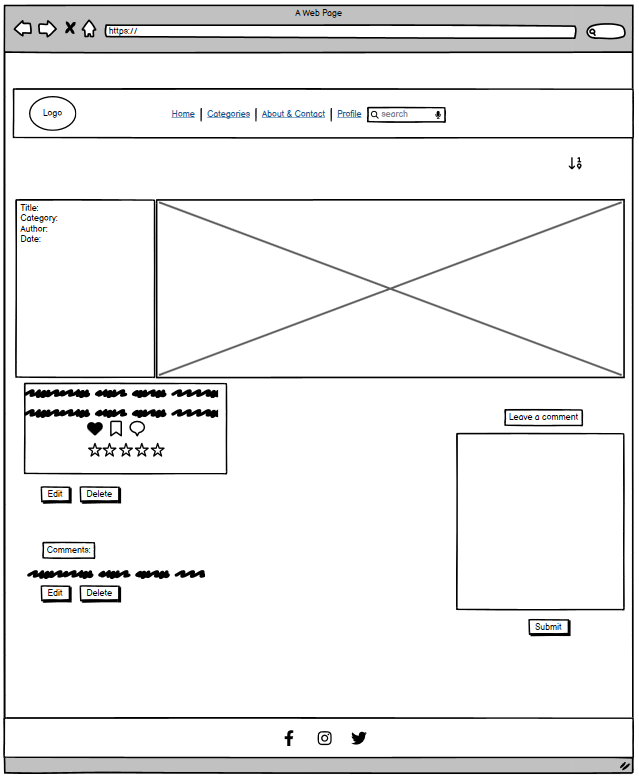 A Web Page
https://
Logo
Home Categories About & Contact Profile search
Title:
Category:
Author:
Date:
Leave a comment
Edit Delete
Comments:
Edit Delete
Submit